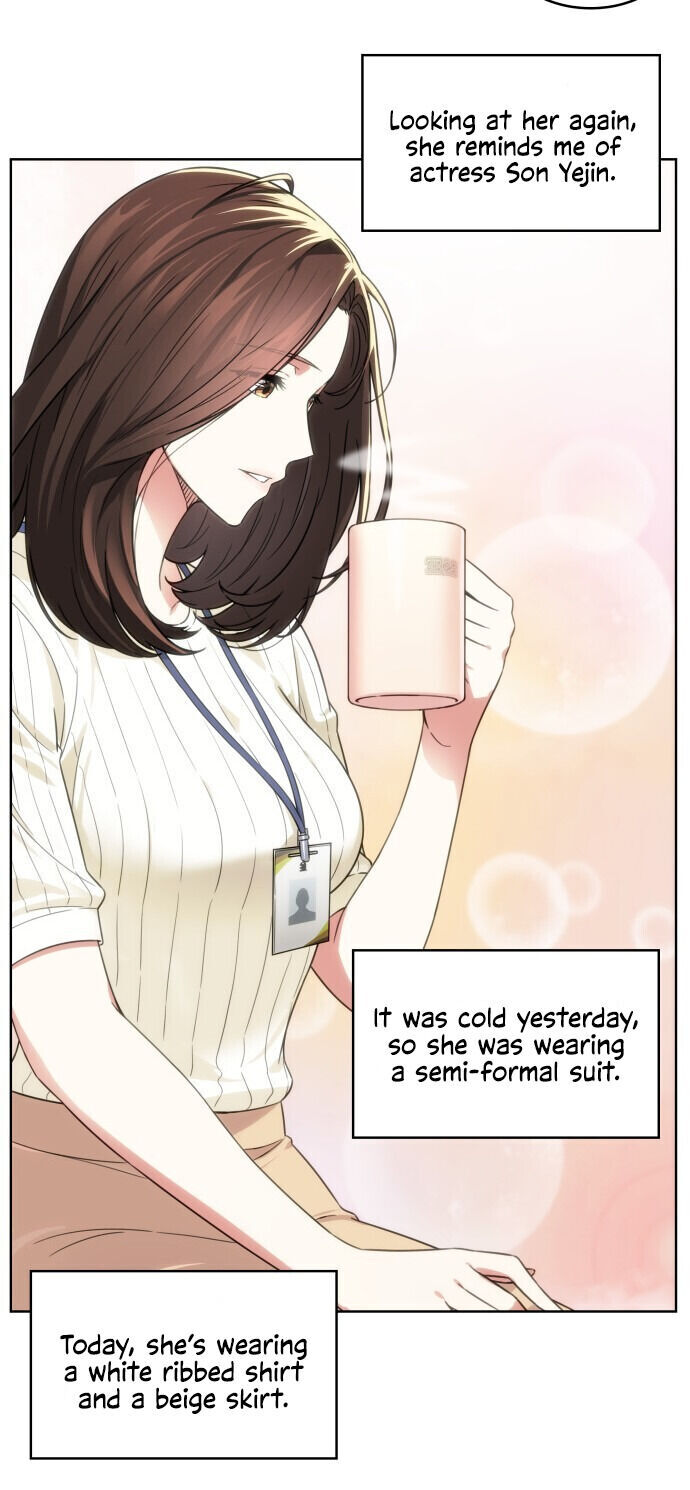 Looking at her again,
she reminds me of
actress Son Yejin.
It was cold yesterday,
so she was wearing
a semi-formal suit.
Today, she's wearing
a white ribbed shirt
and a beige skirt.